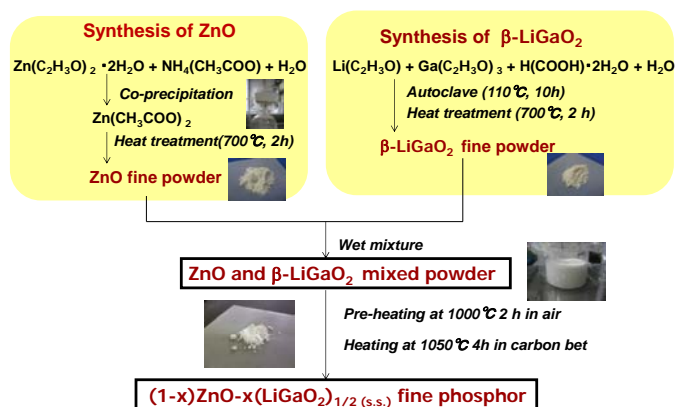 Synthesis of ZnO
Zn(C₂H₃O)₂ •2H₂O + NH₄(CH₃COO) + H₂O
Co-precipitation
Zn(CH₃COO)₂
Heat treatment(700℃, 2h)
ZnO fine powder
Synthesis of β-LiGaO₂
Li(C₂H₃O) + Ga(C₂H₃O)₃ + H(COOH)•2H₂O + H₂O
Autoclave (110℃, 10h)
Heat treatment (700℃, 2 h)
β-LiGaO₂ fine powder
Wet mixture
ZnO and β-LiGaO₂ mixed powder
Pre-heating at 1000℃ 2 h in air
Heating at 1050℃ 4h in carbon bet
(1-x)ZnO-x(LiGaO₂)1/2 (s.s.) fine phosphor